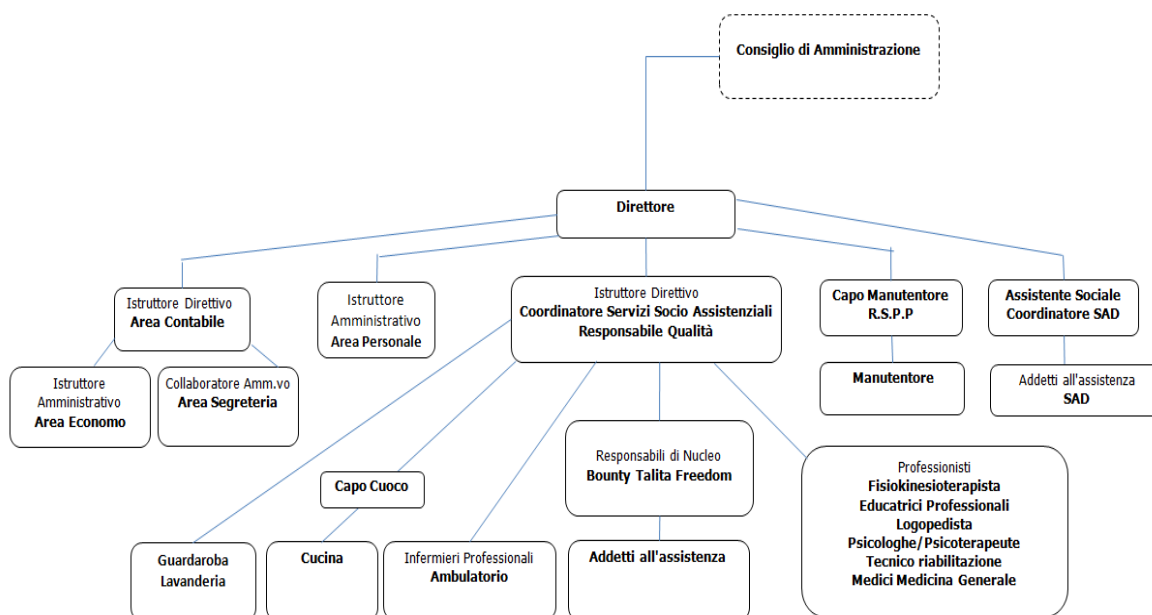 Consiglio di Amministrazione
Direttore
Istruttore Direttivo
Area Contabile
Istruttore
Amministrativo
Area Personale
Istruttore Direttivo
Coordinatore Servizi Socio Assistenziali
Responsabile Qualità
Capo Manutentore
R.S.P.P
Assistente Sociale
Coordinatore SAD
Istruttore
Amministrativo
Area Economo
Collaboratore Amm.vo
Area Segreteria
Manutentore
Addetti all'assistenza
SAD
Capo Cuoco
Responsabili di Nucleo
Bounty Talita Freedom
Professionisti
Fisiokinesioterapista
Educatrici Professionali
Logopedista
Psicologhe/Psicoterapeute
Tecnico riabilitazione
Medici Medicina Generale
Guardaroba
Lavanderia
Cucina
Infermieri Professionali
Ambulatorio
Addetti all'assistenza